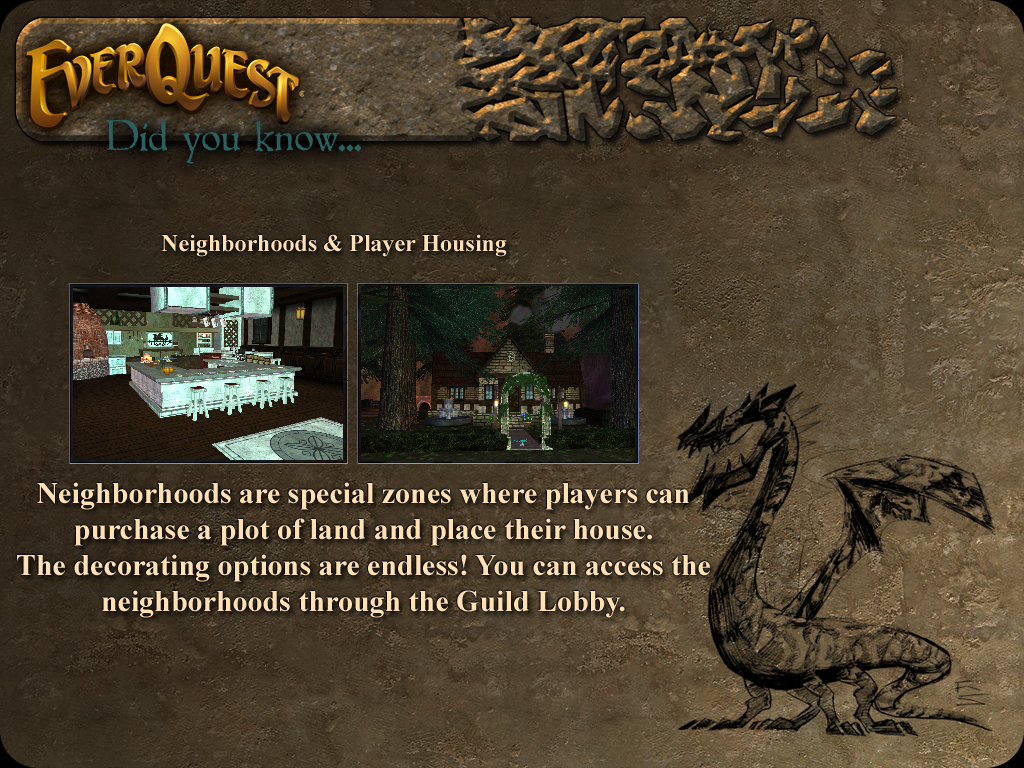 EverQuest
Did you know...
Neighborhoods & Player Housing
Neighborhoods are special zones where players can
purchase a plot of land and place their house.
The decorating options are endless! You can access the
neighborhoods through the Guild Lobby.